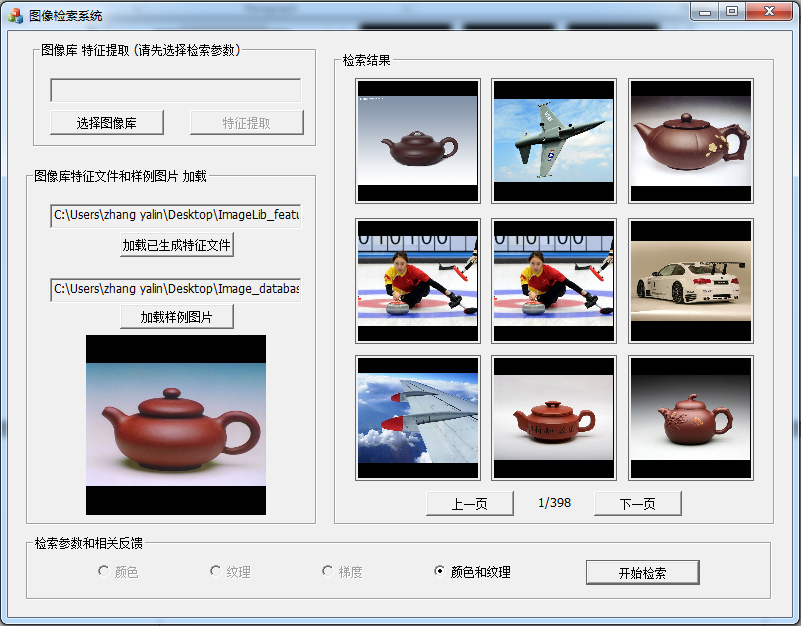 图像检索系统
图像库 特征提取 (请先选择检索参数)
选择图像库
特征提取
图像库特征文件和样例图片 加载
C:\Users\zhang yalin\Desktop\ImageLib_featu
加载已生成特征文件
C:\Users\zhang yalin\Desktop\Image_databas
加载样例图片
检索结果
上一页
1/398
下一页
检索参数和相关反馈
颜色
纹理
梯度
颜色和纹理
开始检索